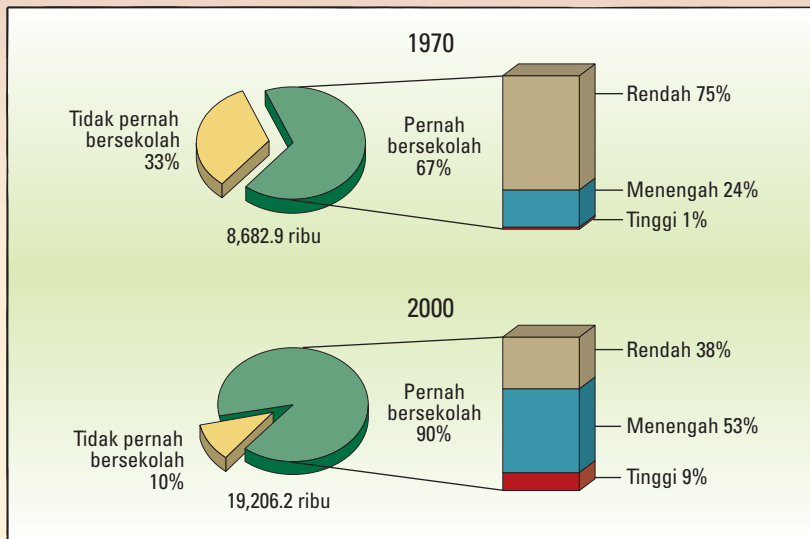 1970
Tidak pernah
bersekolah
33%
Pernah
bersekolah
67%
8,682.9 ribu
Rendah 75%
Menengah 24%
Tinggi 1%
2000
Tidak pernah
bersekolah
10%
Pernah
bersekolah
90%
19,206.2 ribu
Rendah 38%
Menengah 53%
Tinggi 9%